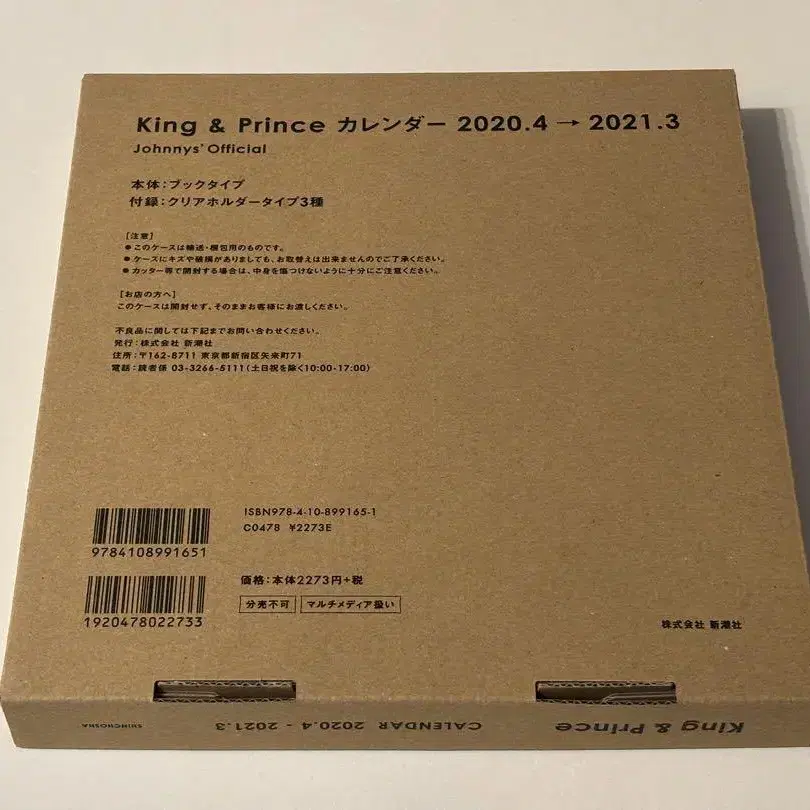 King & Prince カレンダー 2020.4 → 2021.3
Johnnys' Official
本体：ブックタイプ
付録：クリアホルダータイプ3種
［注意］
●このケースは輸送・梱包用のものです。
●ケースにキズや破損がありましても、お取替えは出来ませんのでご了承ください。
●カッター等で開封する場合は、中身を傷つけないように十分にご注意ください。
［お店の方へ］
このケースは開封せず、そのままお客様にお渡しください。
不良品に関しては下記までお問い合わせください。
発行：株式会社 新潮社
住所：〒162-8711 東京都新宿区矢来町71
電話：読者係 03-3266-5111（土日祝を除く10:00-17:00）
ISBN978-4-10-899165-1
C0478 ¥2273E
9784108991651
価格：本体2273円+税
分売不可 マルチメディア扱い
1920478022733
株式会社 新潮社
King & Prince CALENDAR 2020.4 - 2021.3 SHINCHOSHA